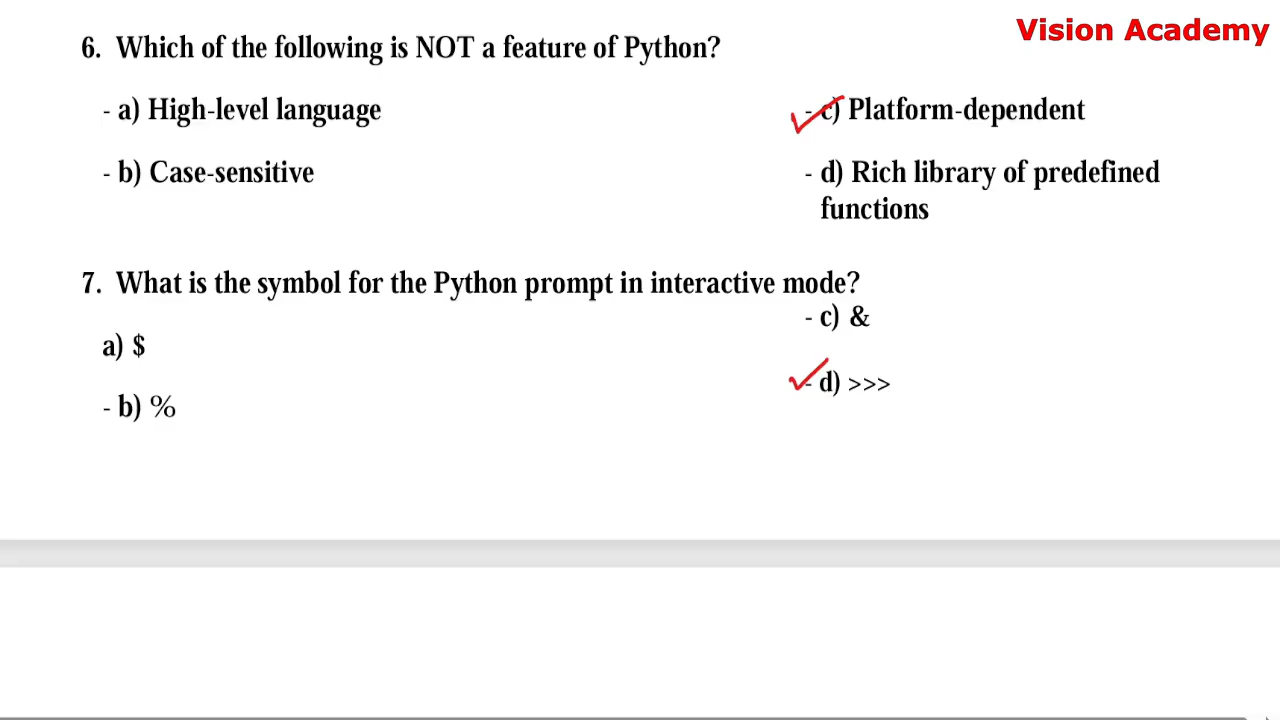 Vision Academy
6. Which of the following is NOT a feature of Python?
- a) High-level language
- b) Case-sensitive
- c) Platform-dependent
- d) Rich library of predefined
functions
7. What is the symbol for the Python prompt in interactive mode?
a) $
- b) %
- c) &
- d) >>>